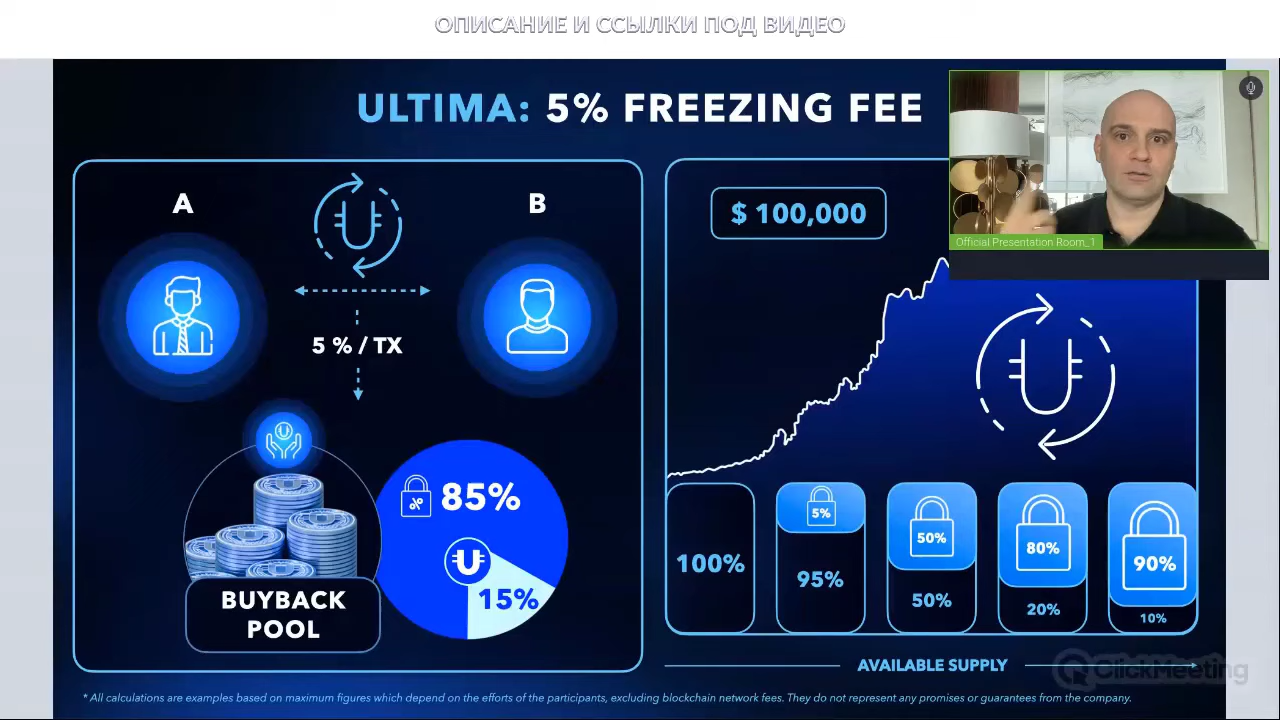 ОПИСАНИЕ И ССЫЛКИ ПОД ВИДЕО
ULTIMA: 5% FREEZING FEE
A
B
5 % / TX
85%
15%
BUYBACK
POOL
$ 100,000
Official Presentation Room_1
100%
5%
95%
50%
50%
80%
20%
90%
10%
AVAILABLE SUPPLY
ClickMeeting
* All calculations are examples based on maximum figures which depend on the efforts of the participants, excluding blockchain network fees. They do not represent any promises or guarantees from the company.